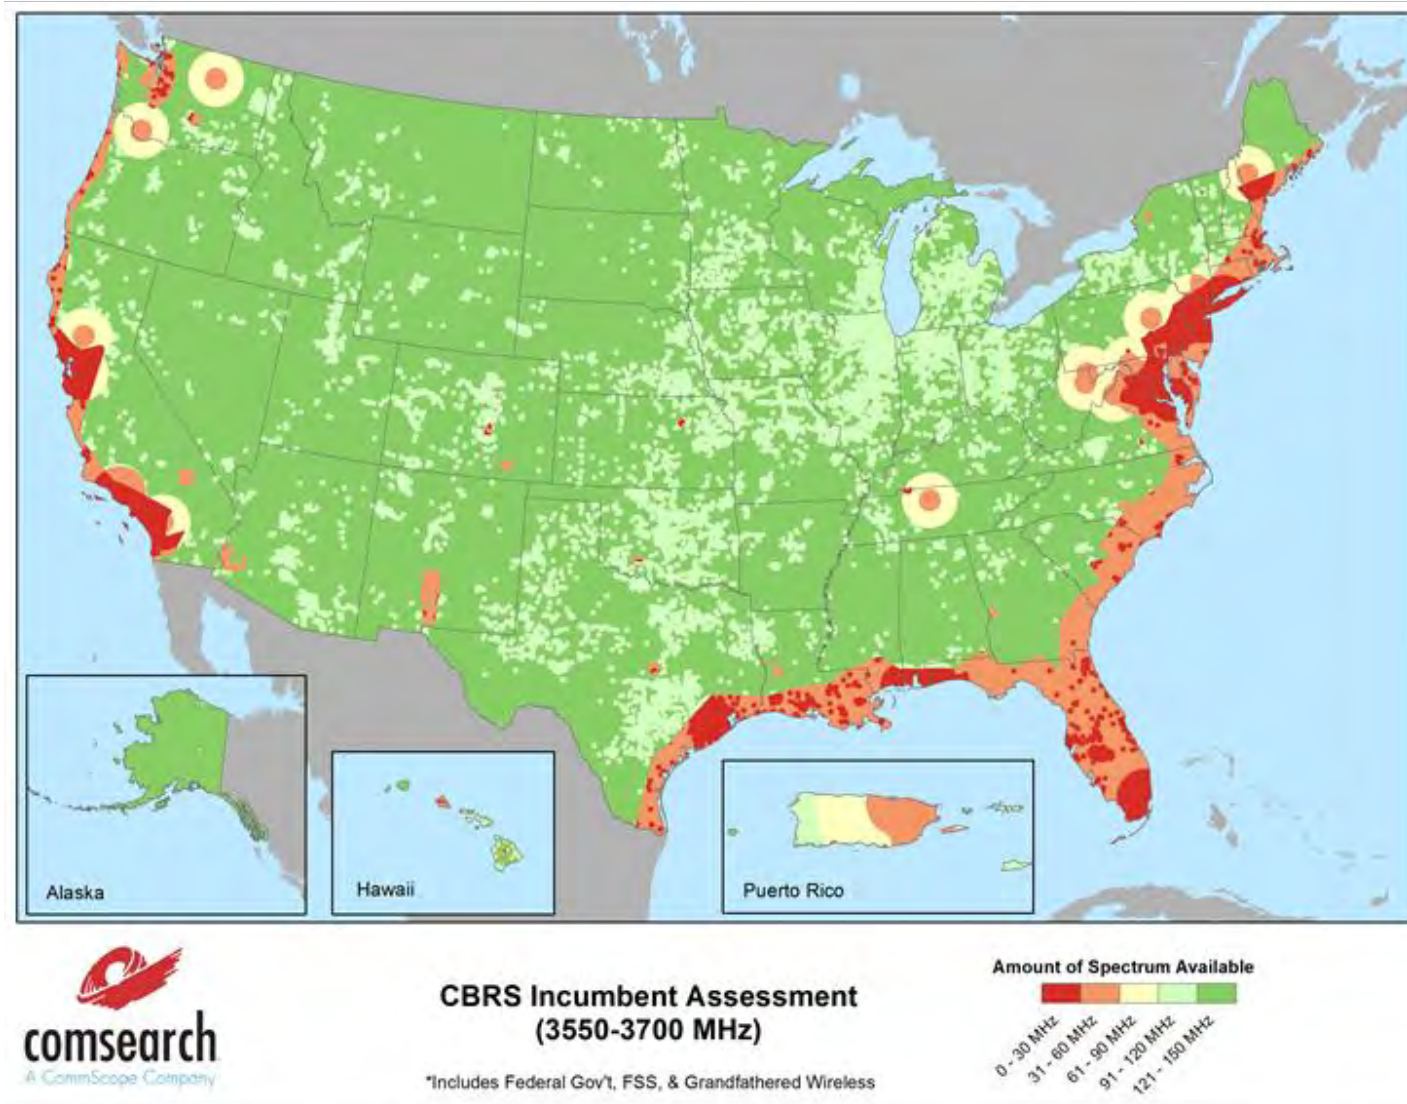 Alaska
Hawaii
Puerto Rico
comsearch
A CommScope Company
CBRS Incumbent Assessment
(3550-3700 MHz)
*Includes Federal Gov't, FSS, & Grandfathered Wireless
Amount of Spectrum Available
0 - 30 MHz
31 - 60 MHz
61 - 90 MHz
91 - 120 MHz
121 - 150 MHz